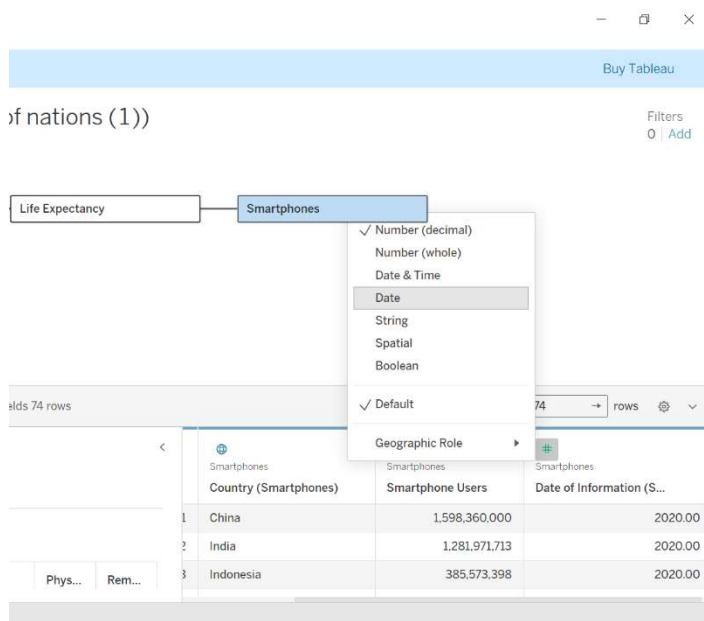 Buy Tableau
of nations (1))
Filters
0 | Add
Life Expectancy
Smartphones
Number (decimal)
Number (whole)
Date & Time
Date
String
Spatial
Boolean
Default
Geographic Role
elds 74 rows
74 → rows
Smartphones Smartphones Smartphones
Country (Smartphones) Smartphone Users Date of Information (S...
1 China 1,598,360,000 2020.00
2 India 1,281,971,713 2020.00
3 Indonesia 385,573,398 2020.00
Phys... Rem...